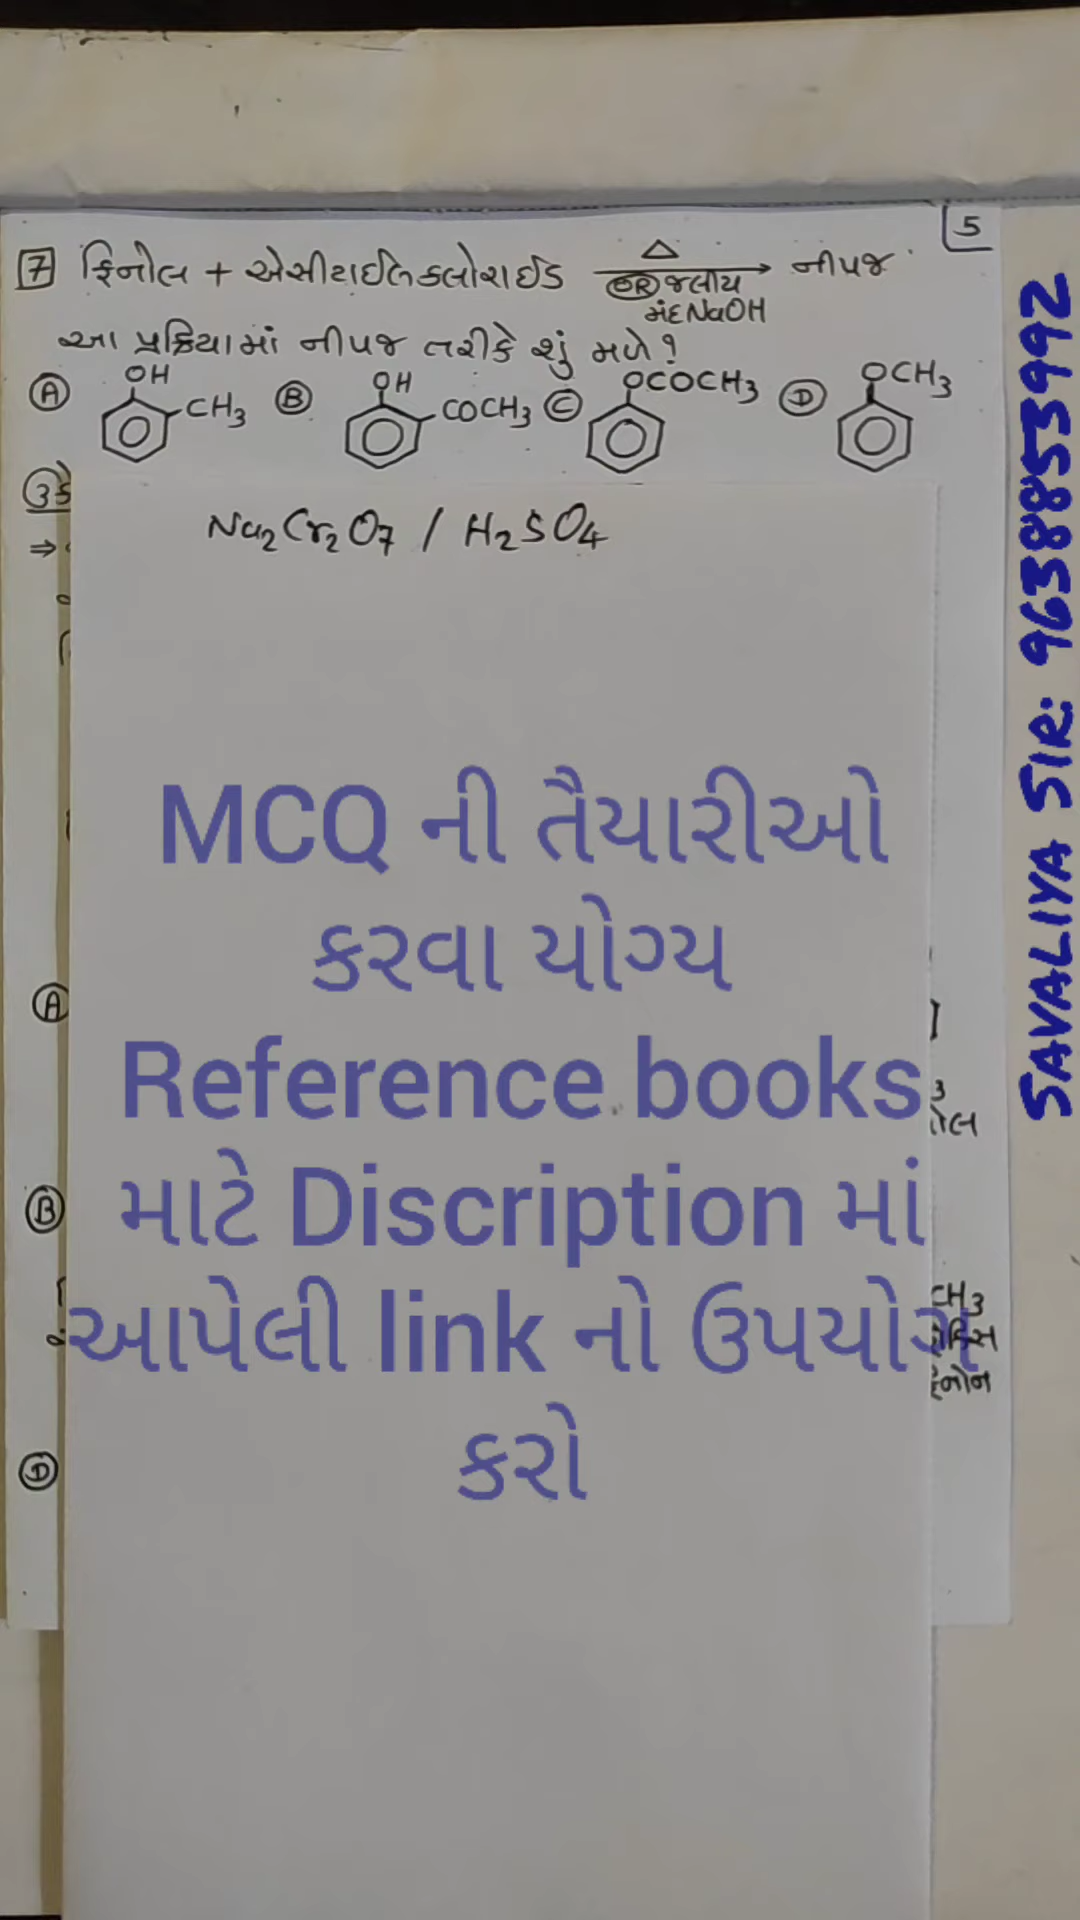 5
7 ફિનોલ + એસીટાઈલ ક્લોરાઈડ △ OR જલીય મંદ NaOH નીપજ
આ પ્રક્રિયામાં નીપજ તરીકે શું મળે?
A OH CH3 B OH COCH3 C OCOCH3 D OCH3
Na2Cr2O7 / H2SO4
MCQ ની તૈયારીઓ
કરવા યોગ્ય
Reference books
માટે Discription માં
આપેલી link નો ઉપયોગ
કરો
A
B
D
SAVALIYA SIR: 9638853992